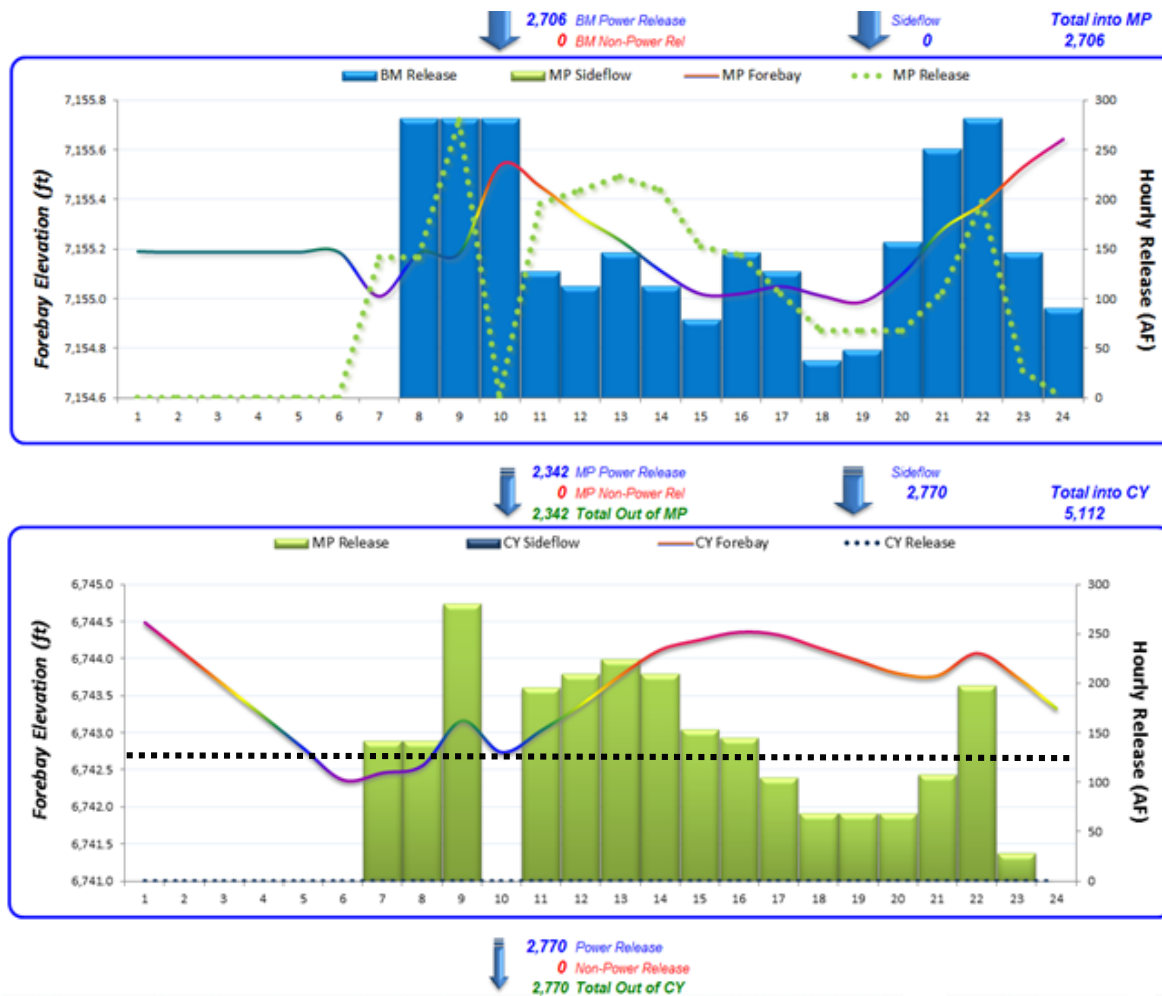 2,706 BM Power Release Sideflow Total into MP
0 BM Non-Power Rel 0 2,706
BM Release MP Sideflow MP Forebay MP Release
Forebay Elevation (ft)
7,155.8
7,155.6
7,155.4
7,155.2
7,155.0
7,154.8
7,154.6
300
250
200
150
100
50
0
Hourly Release (AF)
1 2 3 4 5 6 7 8 9 10 11 12 13 14 15 16 17 18 19 20 21 22 23 24
2,342 MP Power Release Sideflow Total into CY
0 MP Non-Power Rel 2,770 5,112
2,342 Total Out of MP
MP Release CY Sideflow CY Forebay CY Release
Forebay Elevation (ft)
6,745.0
6,744.5
6,744.0
6,743.5
6,743.0
6,742.5
6,742.0
6,741.5
6,741.0
300
250
200
150
100
50
0
Hourly Release (AF)
1 2 3 4 5 6 7 8 9 10 11 12 13 14 15 16 17 18 19 20 21 22 23 24
2,770 Power Release
0 Non-Power Release
2,770 Total Out of CY